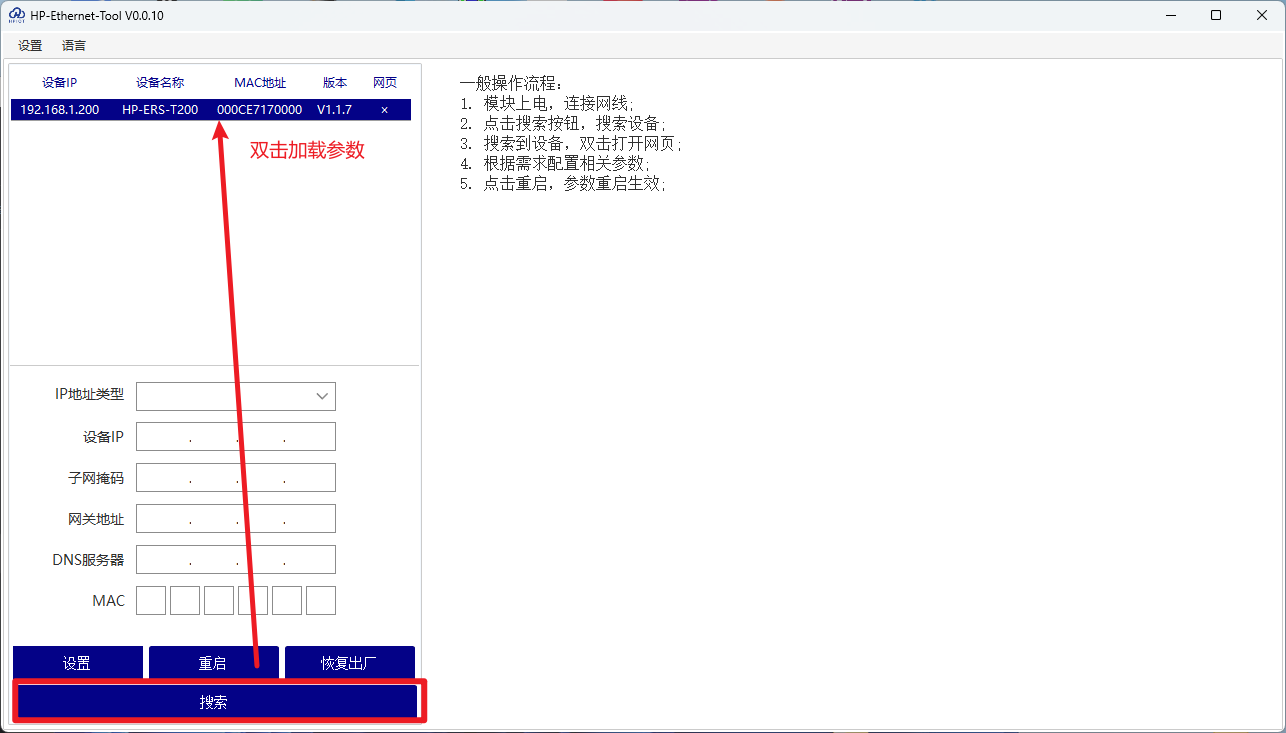 HP-Ethernet-Tool V0.0.10
设置 语言
设备IP 设备名称 MAC地址 版本 网页
192.168.1.200 HP-ERS-T200 000CE7170000 V1.1.7 ×
双击加载参数
一般操作流程：
1. 模块上电，连接网线;
2. 点击搜索按钮，搜索设备;
3. 搜索到设备，双击打开网页;
4. 根据需求配置相关参数;
5. 点击重启，参数重启生效;
IP地址类型
设备IP . . .
子网掩码 . . .
网关地址 . . .
DNS服务器 . . .
MAC
设置 重启 恢复出厂
搜索